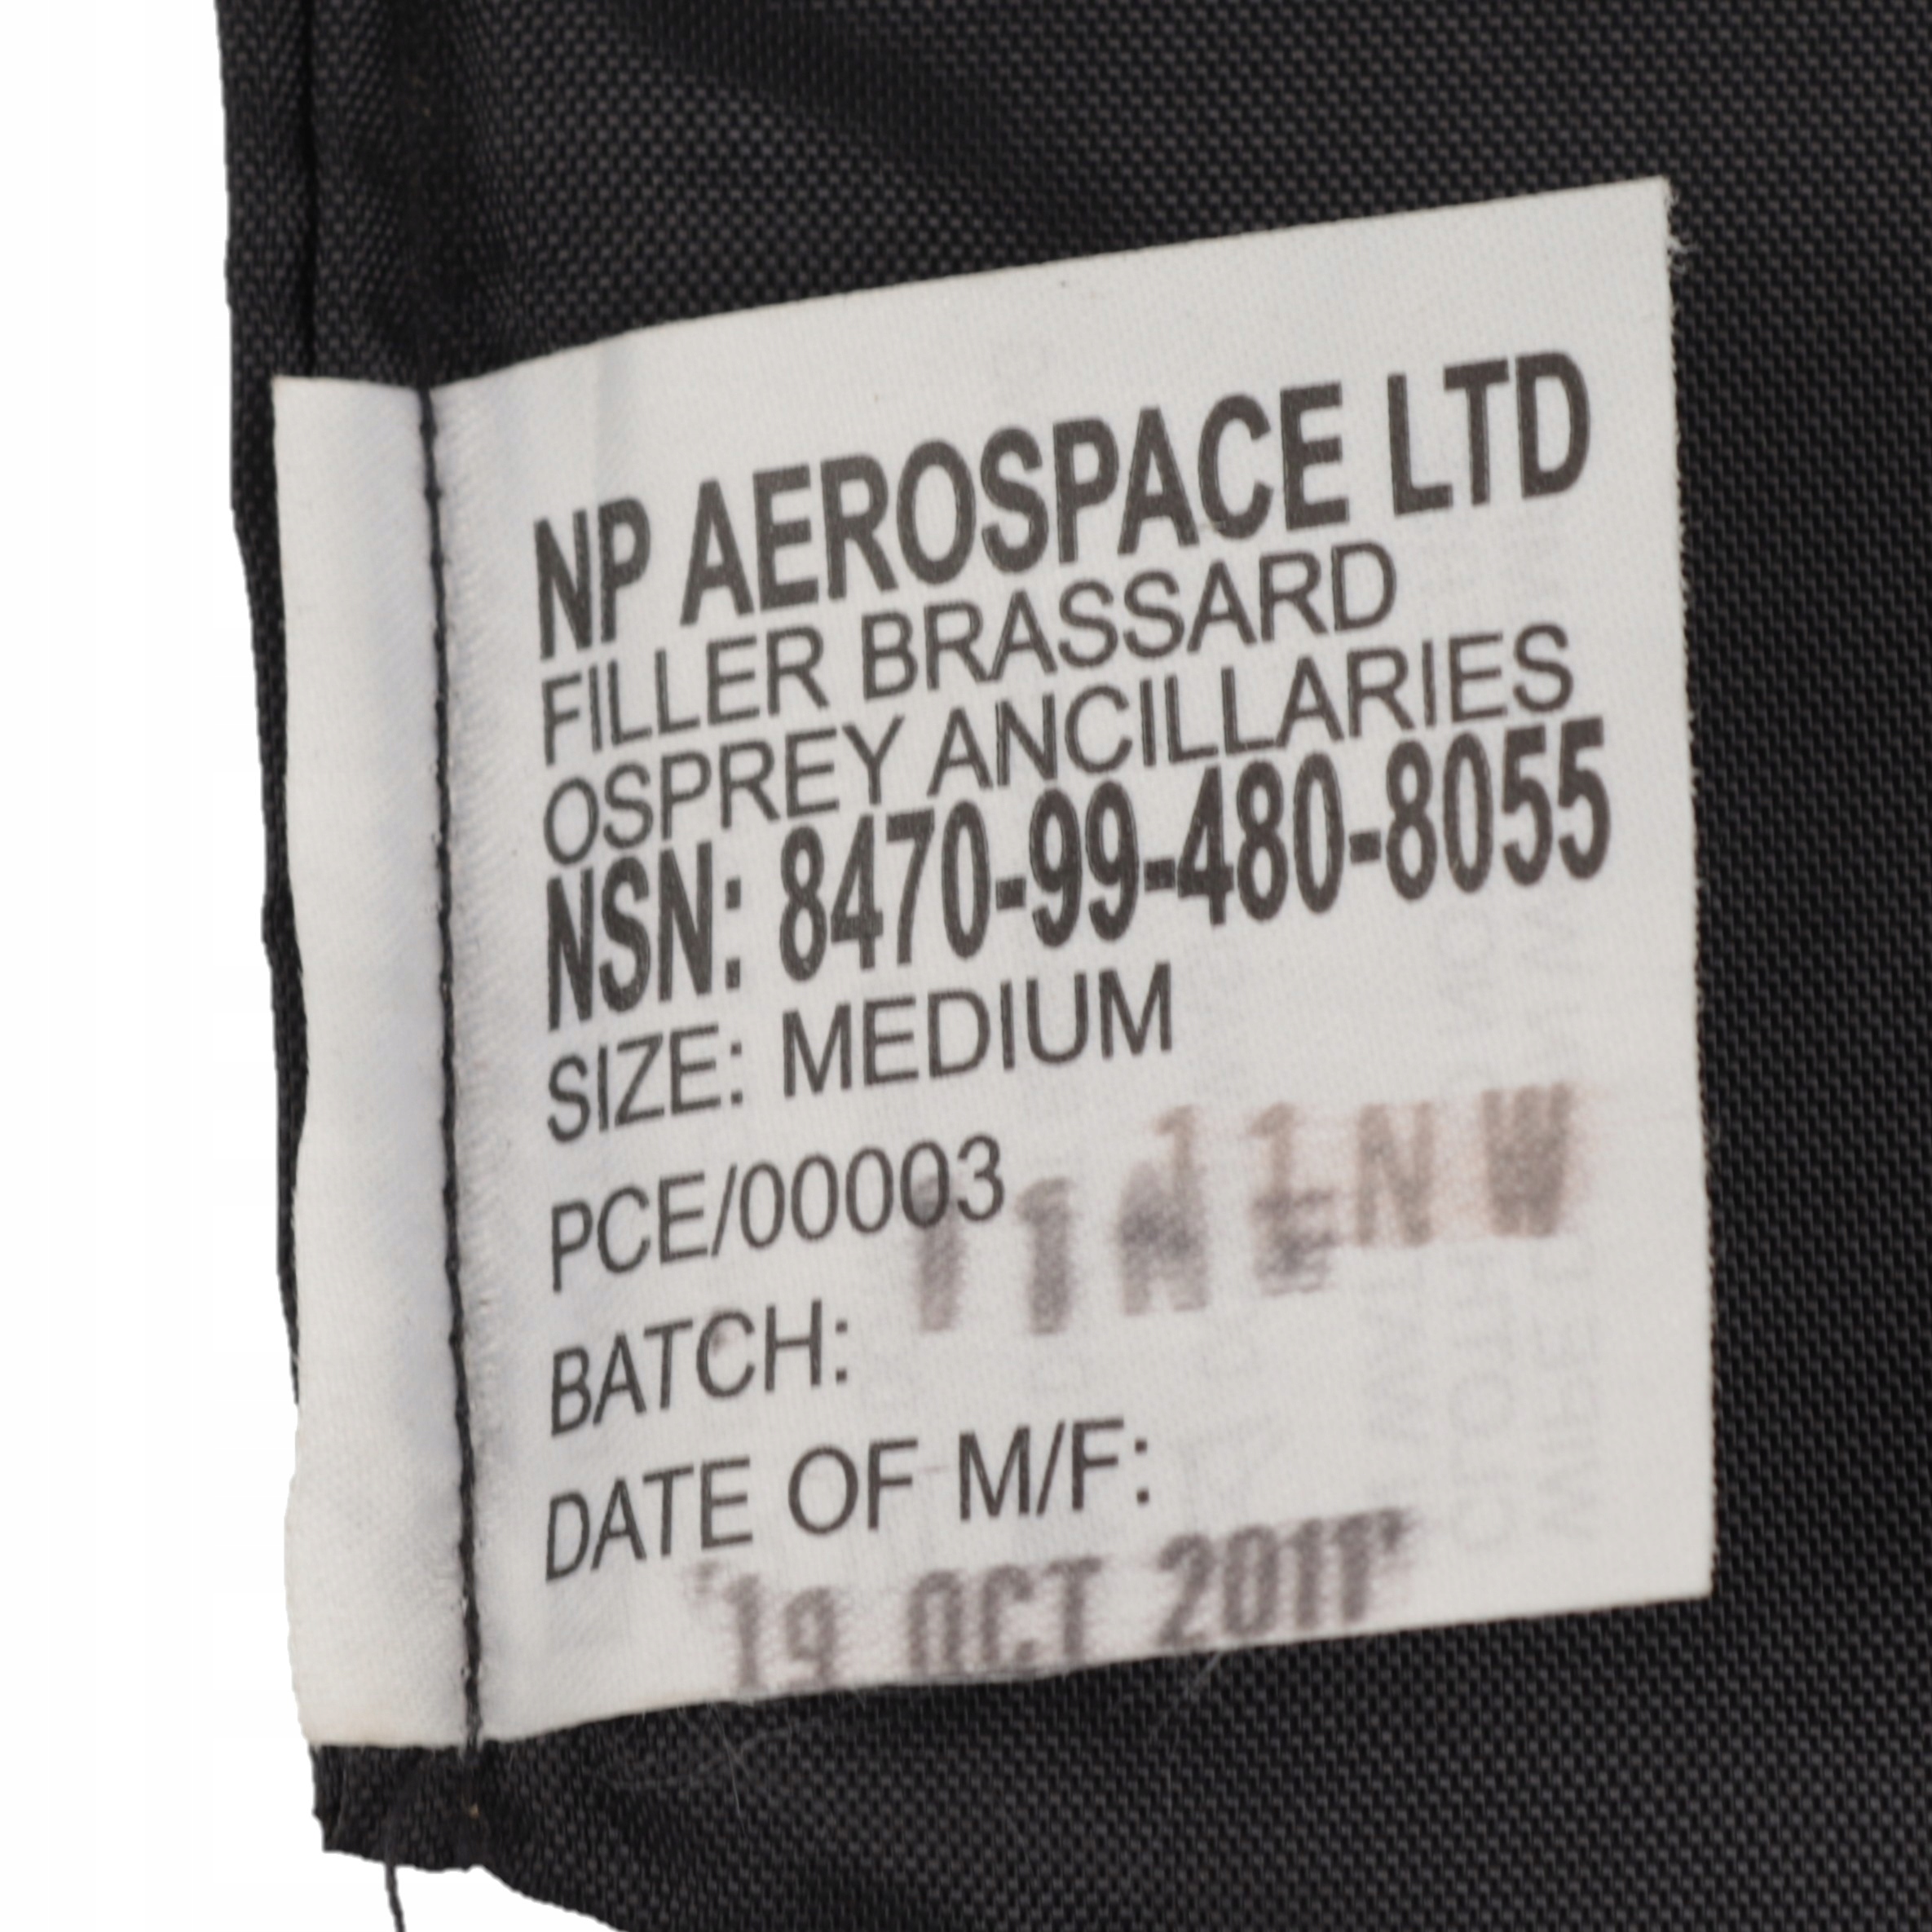 NP AEROSPACE LTD
FILLER BRASSARD
OSPREY ANCILLARIES
NSN: 8470-99-480-8055
SIZE: MEDIUM
PCE/00003
BATCH:
DATE OF M/F:
19 OCT 2011